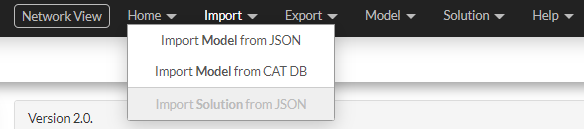 Network View Home Import Export Model Solution Help
Import Model from JSON
Import Model from CAT DB
Import Solution from JSON
Version 2.0.